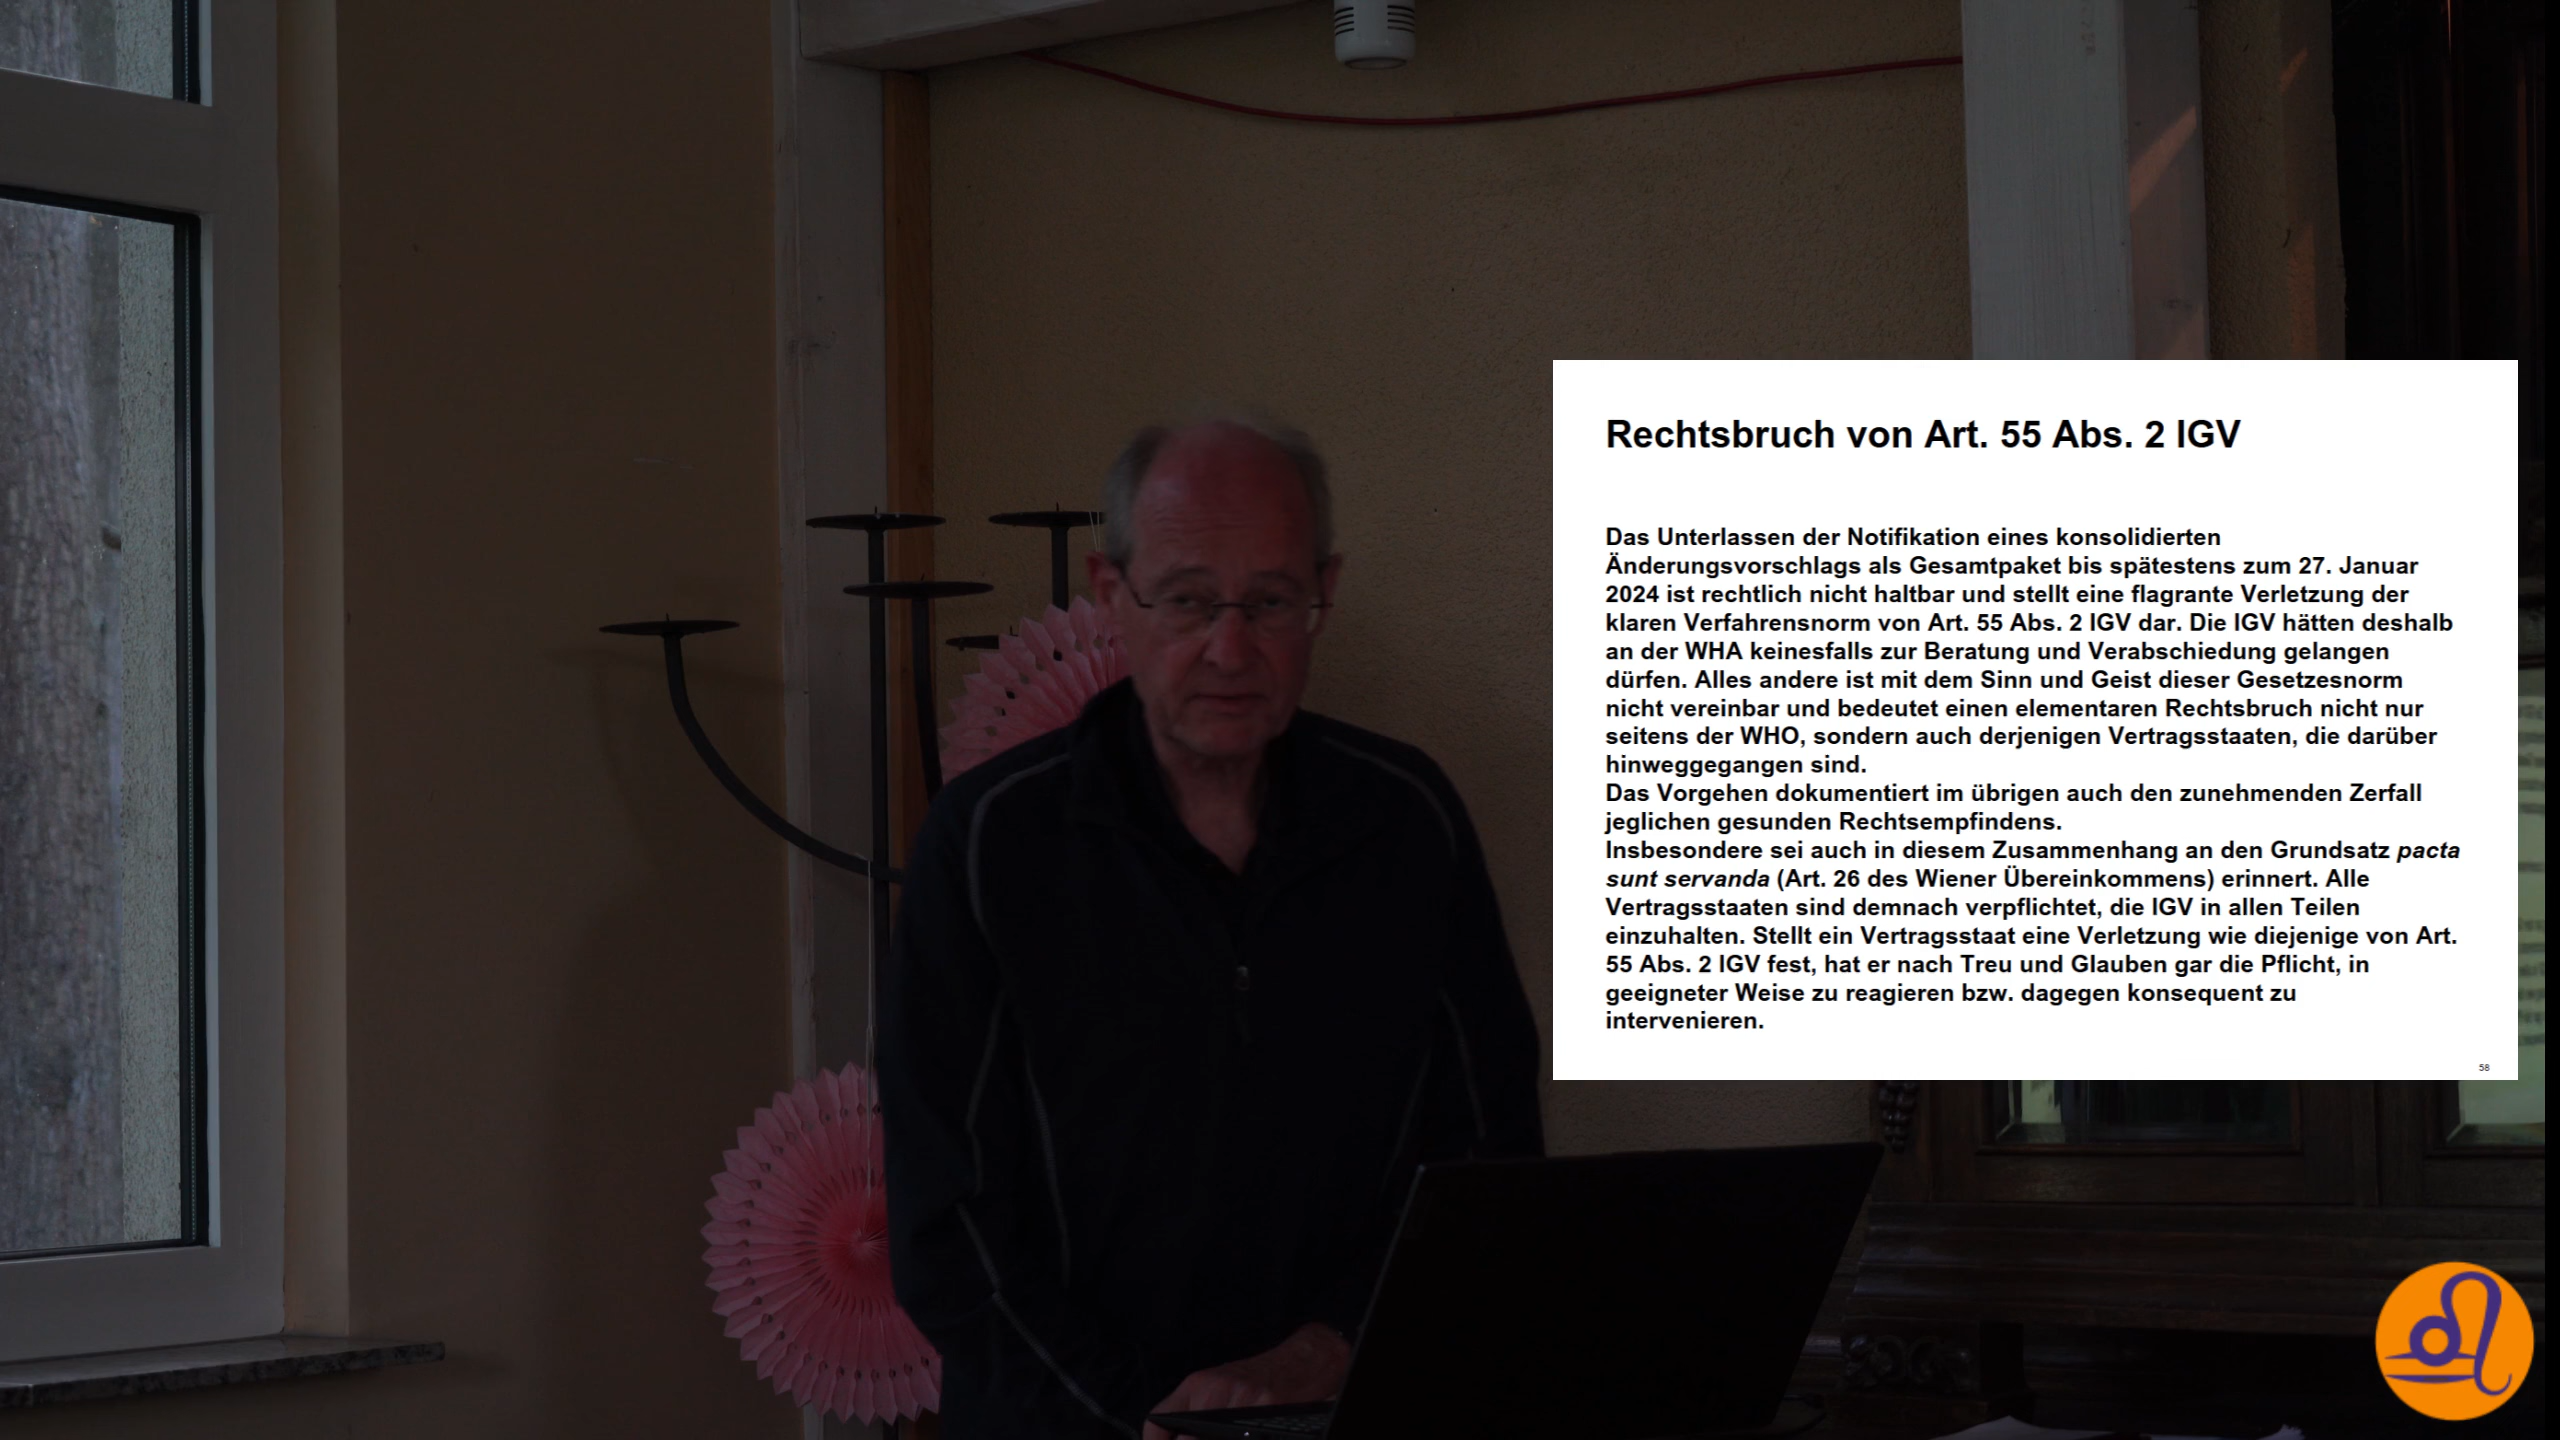 Rechtsbruch von Art. 55 Abs. 2 IGV
Das Unterlassen der Notifikation eines konsolidierten
Änderungsvorschlags als Gesamtpaket bis spätestens zum 27. Januar
2024 ist rechtlich nicht haltbar und stellt eine flagrante Verletzung der
klaren Verfahrensnorm von Art. 55 Abs. 2 IGV dar. Die IGV hätten deshalb
an der WHA keinesfalls zur Beratung und Verabschiedung gelangen
dürfen. Alles andere ist mit dem Sinn und Geist dieser Gesetzesnorm
nicht vereinbar und bedeutet einen elementaren Rechtsbruch nicht nur
seitens der WHO, sondern auch derjenigen Vertragsstaaten, die darüber
hinweggegangen sind.
Das Vorgehen dokumentiert im übrigen auch den zunehmenden Zerfall
jeglichen gesunden Rechtsempfindens.
Insbesondere sei auch in diesem Zusammenhang an den Grundsatz pacta
sunt servanda (Art. 26 des Wiener Übereinkommens) erinnert. Alle
Vertragsstaaten sind demnach verpflichtet, die IGV in allen Teilen
einzuhalten. Stellt ein Vertragsstaat eine Verletzung wie diejenige von Art.
55 Abs. 2 IGV fest, hat er nach Treu und Glauben gar die Pflicht, in
geeigneter Weise zu reagieren bzw. dagegen konsequent zu
intervenieren.
58